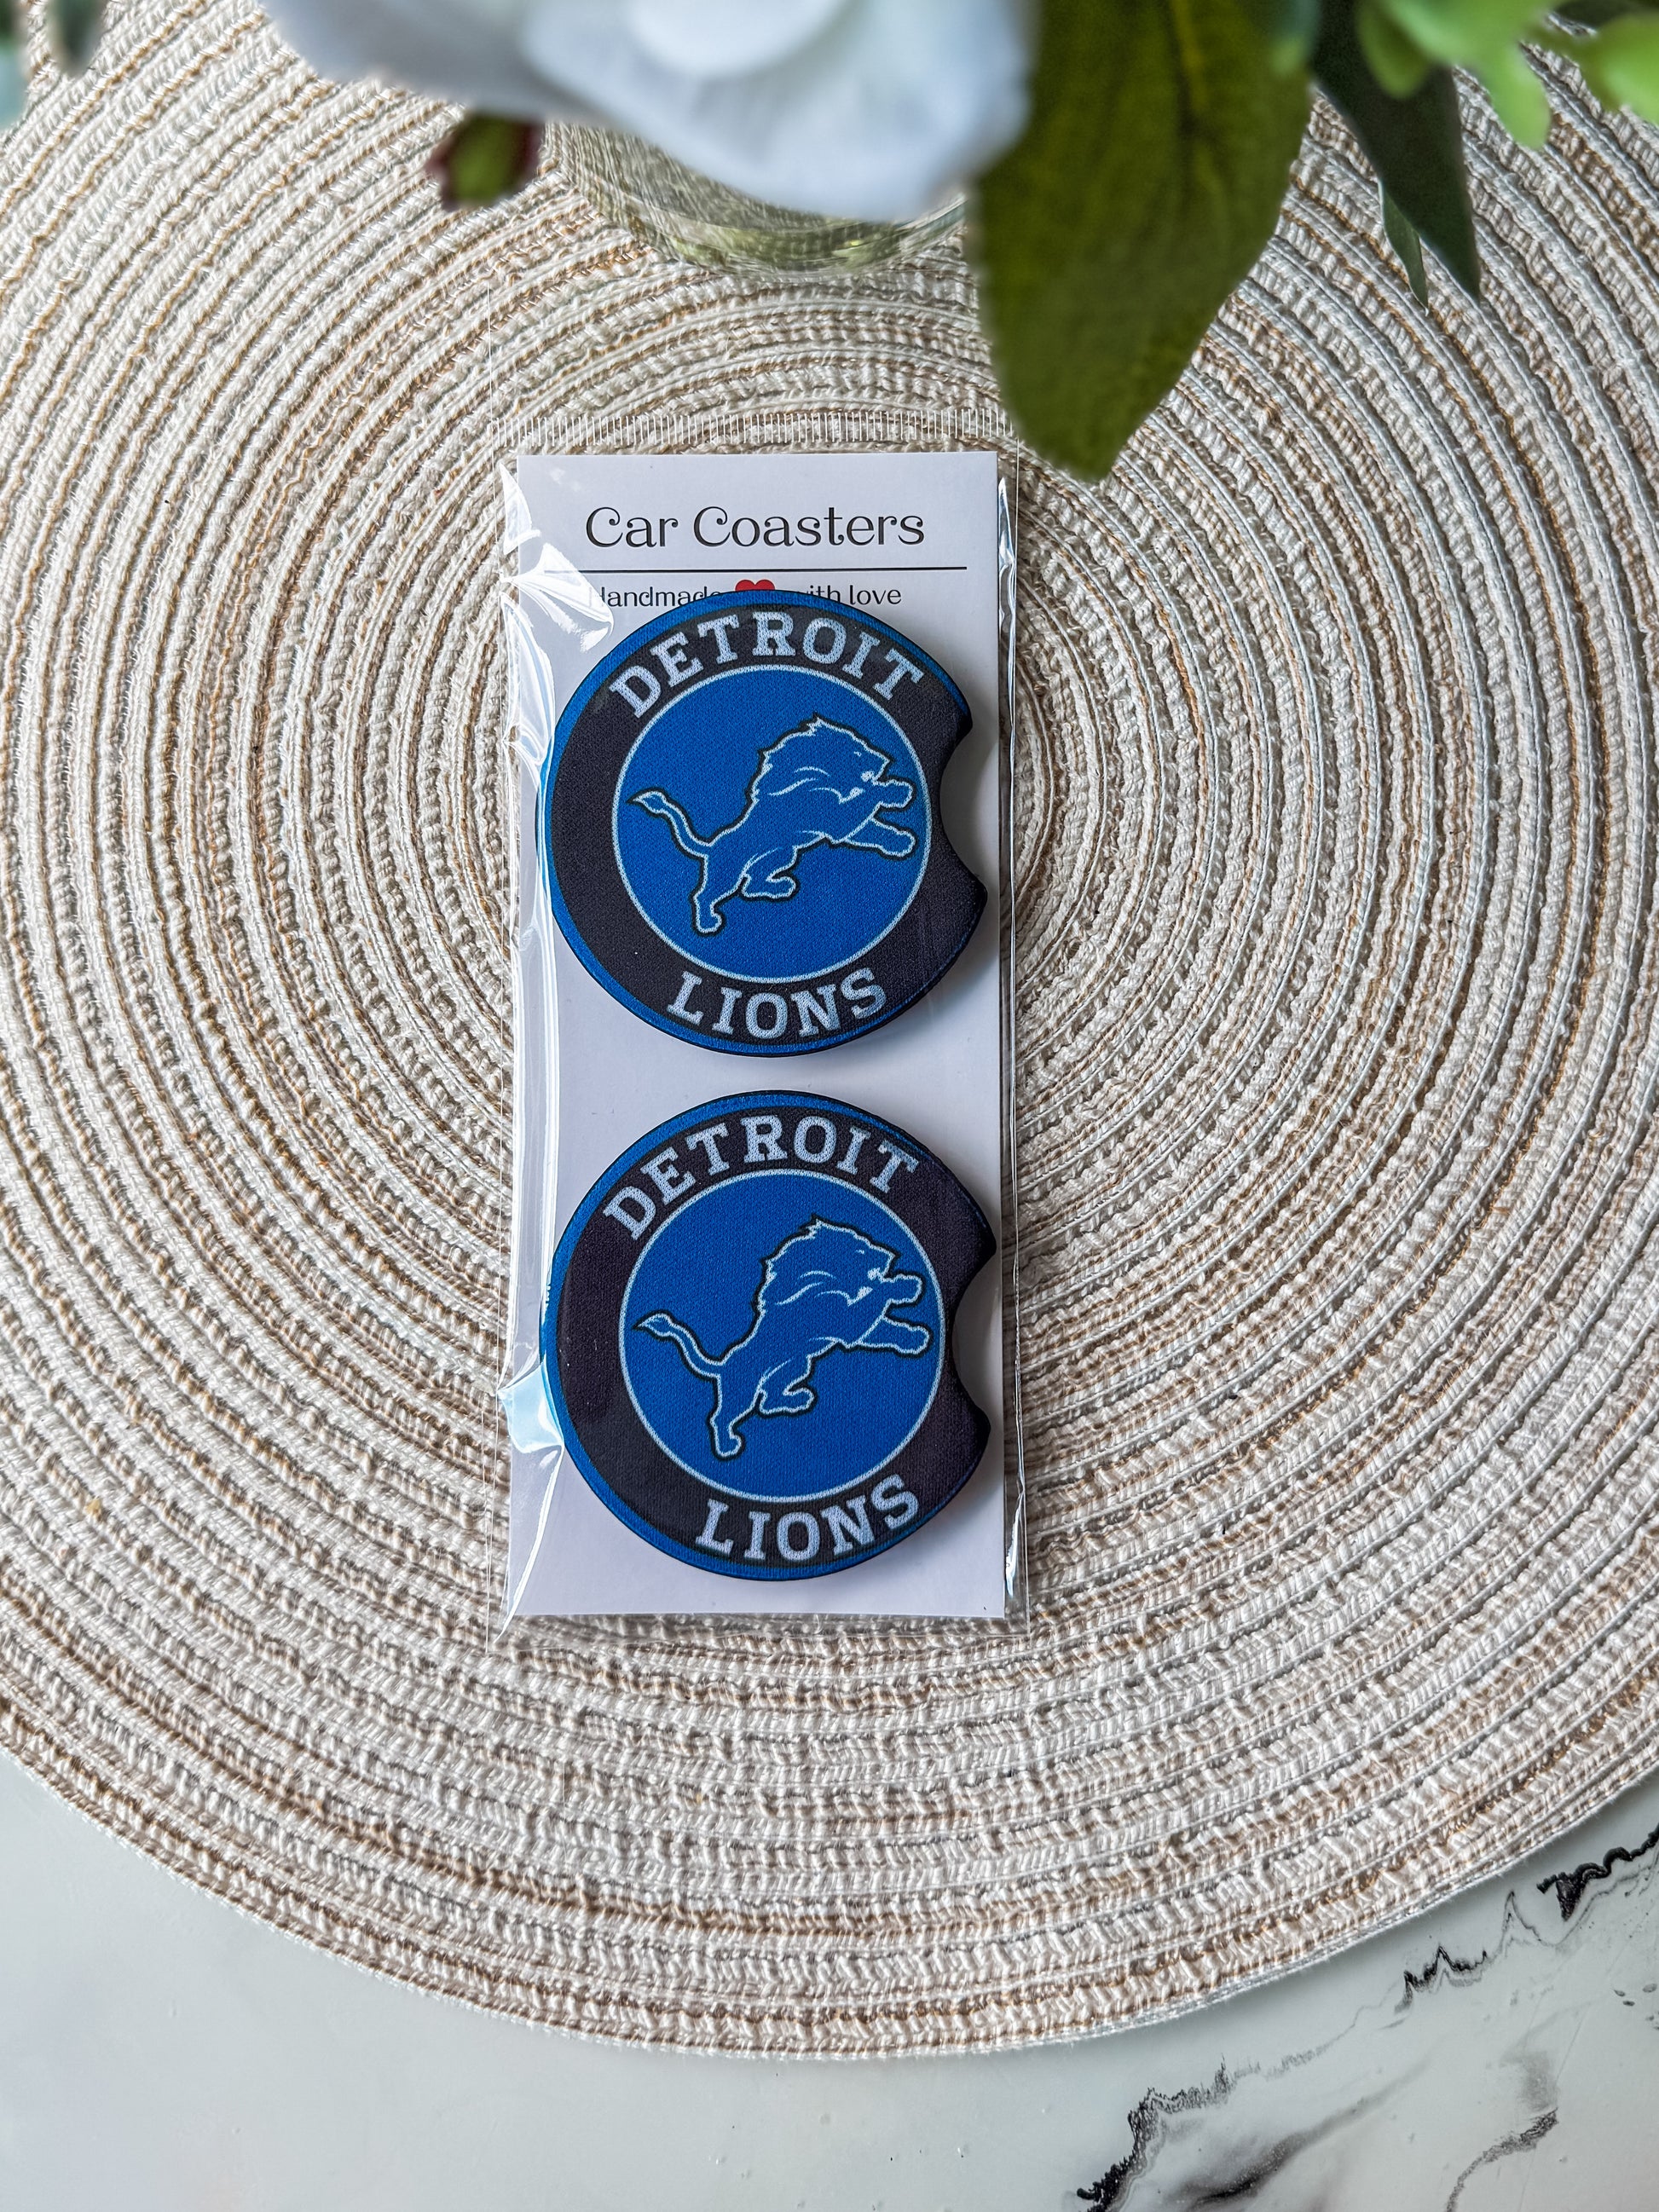 Car Coasters
Handmade with love
DETROIT
LIONS
DETROIT
LIONS